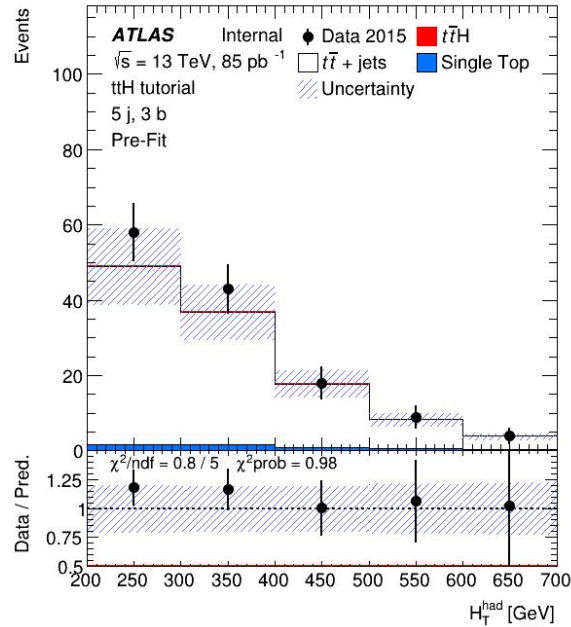 Events
ATLAS Internal
√s = 13 TeV, 85 pb⁻¹
ttH tutorial
5 j, 3 b
Pre-Fit
Data 2015
tt̄H
tt̄ + jets
Single Top
Uncertainty
100
80
60
40
20
0
Data / Pred.
χ²/ndf = 0.8 / 5 χ²prob = 0.98
1.25
1
0.75
0.5
200 250 300 350 400 450 500 550 600 650 700
H_T^had [GeV]